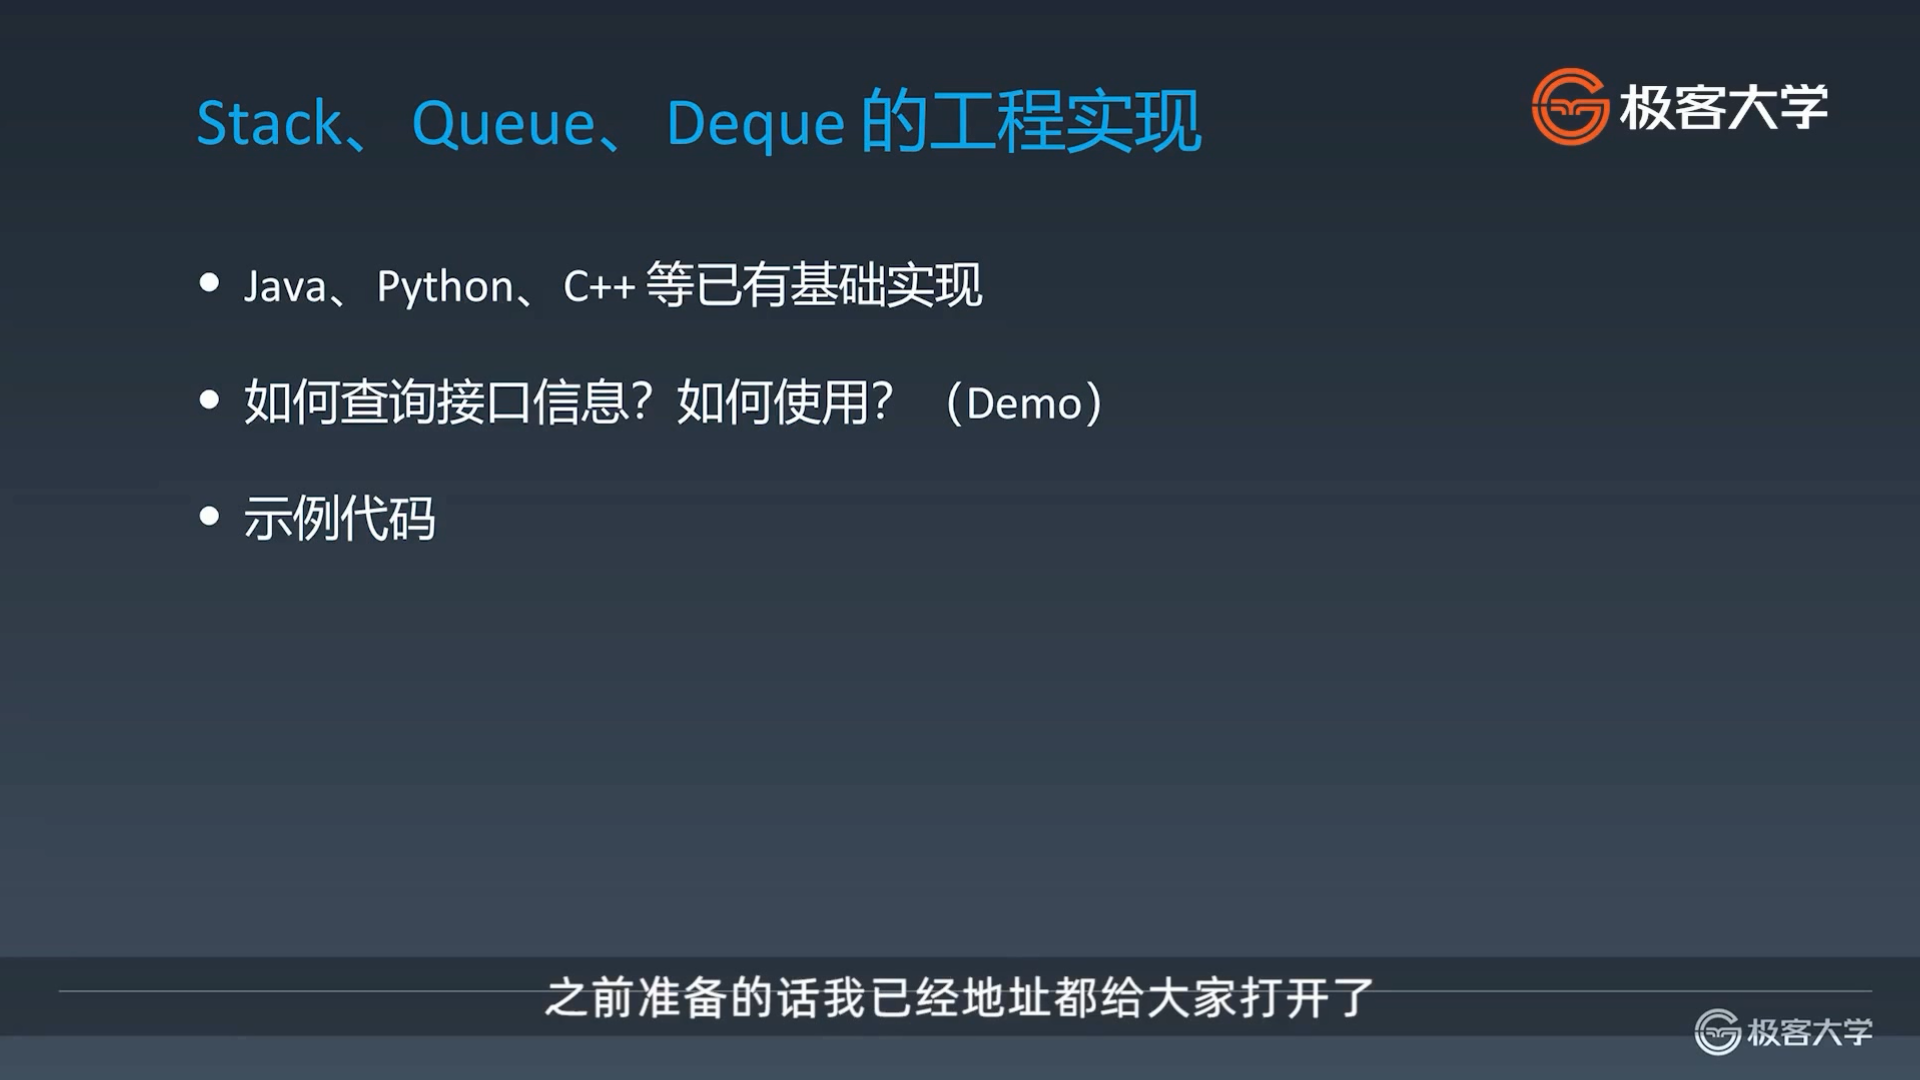 Stack、Queue、Deque 的工程实现
极客大学
• Java、Python、C++ 等已有基础实现
• 如何查询接口信息？如何使用？（Demo）
• 示例代码
之前准备的话我已经地址都给大家打开了
极客大学